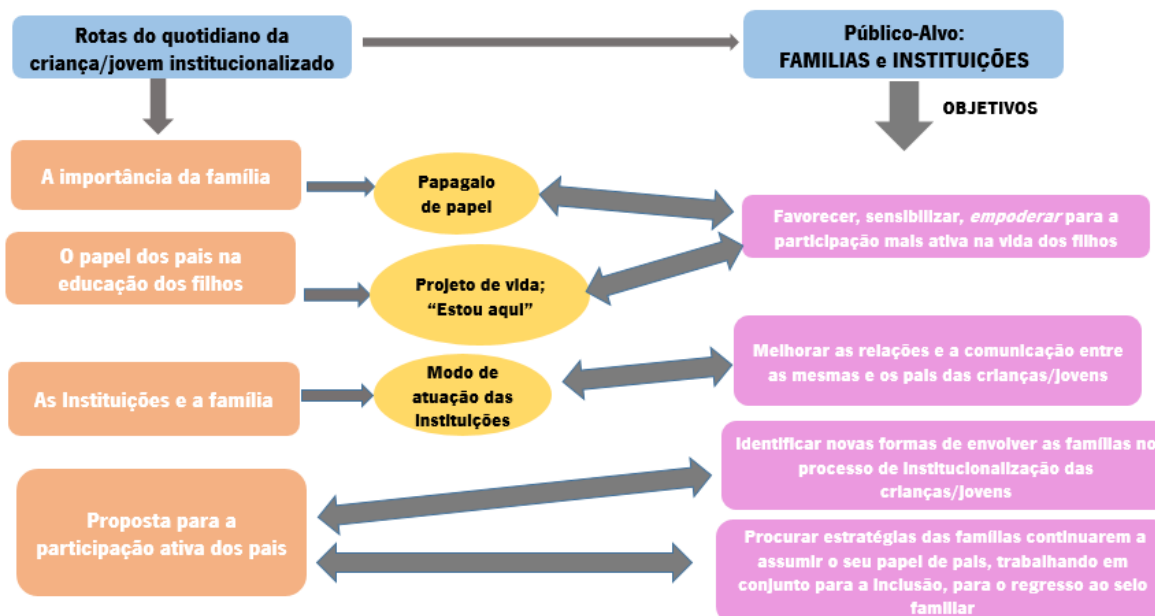 Rotas do quotidiano da
criança/jovem institucionalizado
Público-Alvo:
FAMILIAS e INSTITUIÇÕES
OBJETIVOS
A importância da família
Papagaio
de papel
Favorecer, sensibilizar, empoderar para a
participação mais ativa na vida dos filhos
O papel dos pais na
educação dos filhos
Projeto de vida;
“Estou aqui”
Melhorar as relações e a comunicação entre
as mesmas e os pais das crianças/jovens
As Instituições e a família
Modo de
atuação das
Instituições
Identificar novas formas de envolver as famílias no
processo de institucionalização das
crianças/jovens
Proposta para a
participação ativa dos pais
Procurar estratégias das famílias continuarem a
assumir o seu papel de pais, trabalhando em
conjunto para a inclusão, para o regresso ao seio
familiar